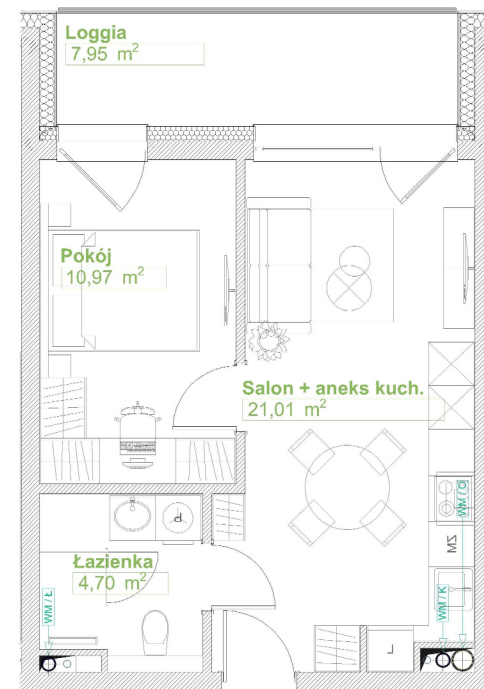 Loggia
7,95 m²
Pokój
10,97 m²
Salon + aneks kuch.
21,01 m²
WM / O
ZM
P
Łazienka
4,70 m²
WM / Ł
WM / K
L